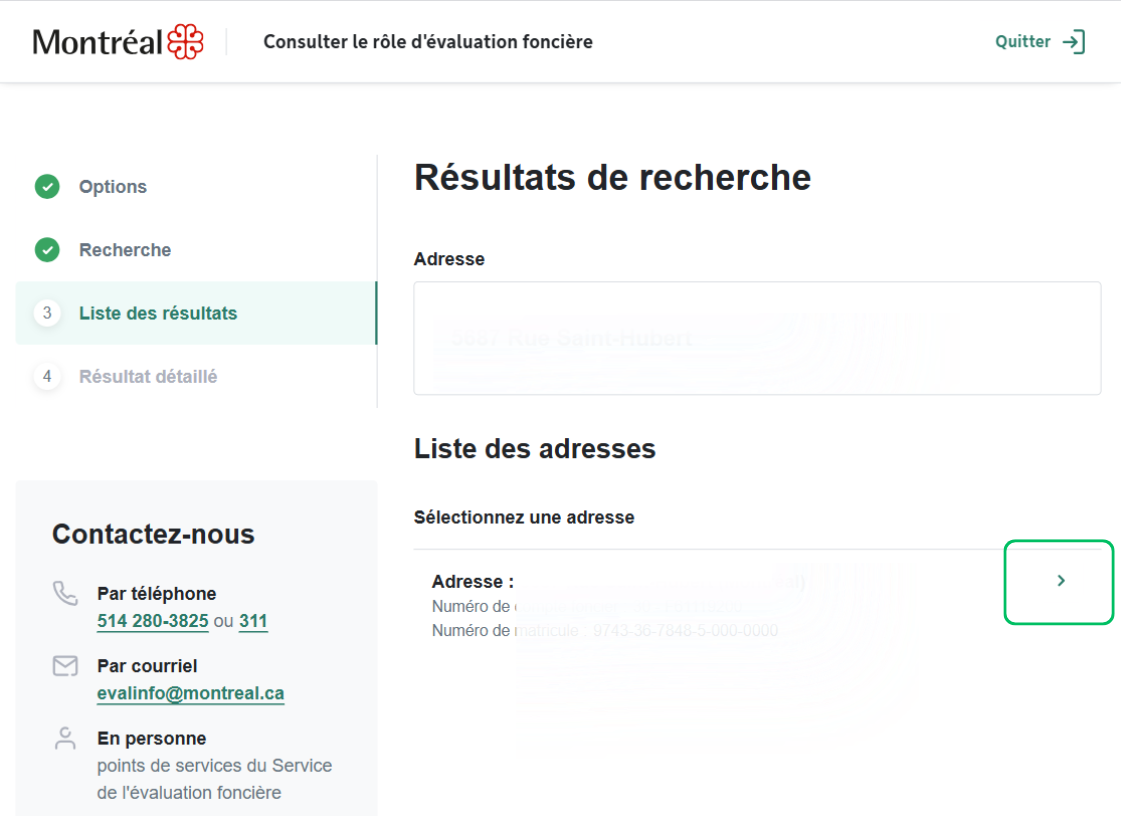 Montréal
Consulter le rôle d'évaluation foncière
Quitter
Options
Recherche
3 Liste des résultats
4 Résultat détaillé
Contactez-nous
Par téléphone
514 280-3825 ou 311
Par courriel
evalinfo@montreal.ca
En personne
points de services du Service
de l'évaluation foncière
Résultats de recherche
Adresse
Rue Saint-Hubert
Liste des adresses
Sélectionnez une adresse
Adresse :
Numéro de
Numéro de matricule : 9743-36-7848-5-000-0000